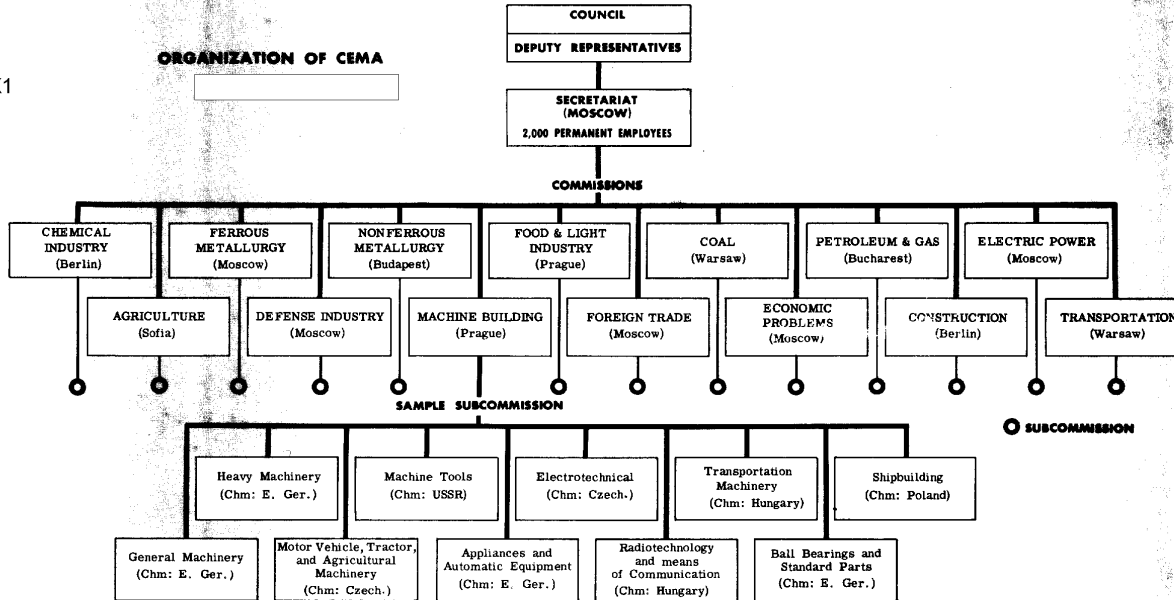 COUNCIL
DEPUTY REPRESENTATIVES
ORGANIZATION OF CEMA
SECRETARIAT
(MOSCOW)
2,000 PERMANENT EMPLOYEES
COMMISSIONS
CHEMICAL
INDUSTRY
(Berlin)
FERROUS
METALLURGY
(Moscow)
NONFERROUS
METALLURGY
(Budapest)
FOOD & LIGHT
INDUSTRY
(Prague)
COAL
(Warsaw)
PETROLEUM & GAS
(Bucharest)
ELECTRIC POWER
(Moscow)
AGRICULTURE
(Sofia)
DEFENSE INDUSTRY
(Moscow)
MACHINE BUILDING
(Prague)
FOREIGN TRADE
(Moscow)
ECONOMIC
PROBLEMS
(Moscow)
CONSTRUCTION
(Berlin)
TRANSPORTATION
(Warsaw)
SAMPLE SUBCOMMISSION
SUBCOMMISSION
Heavy Machinery
(Chm: E. Ger.)
Machine Tools
(Chm: USSR)
Electrotechnical
(Chm: Czech.)
Transportation
Machinery
(Chm: Hungary)
Shipbuilding
(Chm: Poland)
General Machinery
(Chm: E. Ger.)
Motor Vehicle, Tractor,
and Agricultural
Machinery
(Chm: Czech.)
Appliances and
Automatic Equipment
(Chm: E. Ger.)
Radiotechnology
and means
of Communication
(Chm: Hungary)
Ball Bearings and
Standard Parts
(Chm: E. Ger.)